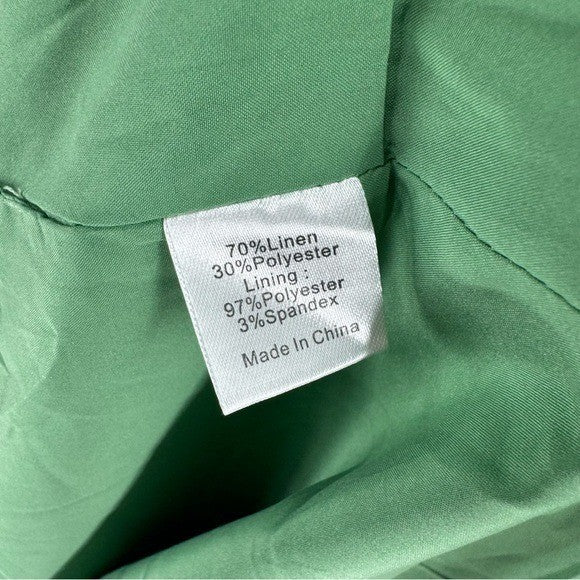 70%Linen
30%Polyester
Lining :
97%Polyester
3%Spandex
Made In China